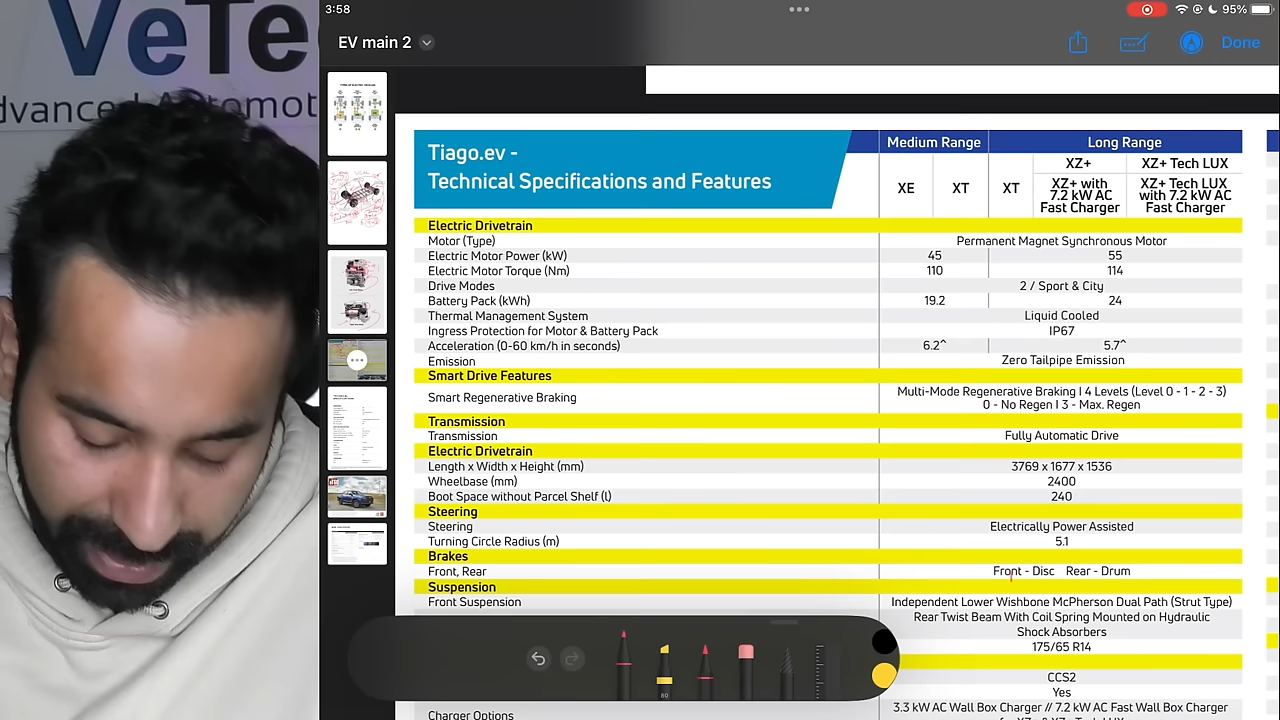 VeTe
dvanced Automot
3:58
95%
EV main 2
Done
Tiago.ev -
Technical Specifications and Features
Medium Range
Long Range
XE
XT
XT
XZ+
XZ+ with
7.2 kW AC
Fast Charger
XZ+ Tech LUX
XZ+ Tech LUX
with 7.2 kW AC
Fast Charger
Electric Drivetrain
Motor (Type) Permanent Magnet Synchronous Motor
Electric Motor Power (kW) 45 55
Electric Motor Torque (Nm) 110 114
Drive Modes 2 / Sport & City
Battery Pack (kWh) 19.2 24
Thermal Management System Liquid Cooled
Ingress Protection for Motor & Battery Pack IP67
Acceleration (0-60 km/h in seconds) 6.2^ 5.7^
Emission Zero Tailpipe Emission
Smart Drive Features
Smart Regenerative Braking Multi-Mode Regenerative Braking I 4 Levels (Level 0 - 1 - 2 - 3)
0 - No Regen I 3 - Max. Regen
Transmission
Transmission Fully Automatic Drive
Electric Drivetrain
Length x Width x Height (mm) 3769 x 1677 x 1536
Wheelbase (mm) 2400
Boot Space without Parcel Shelf (l) 240
Steering
Steering Electrically Power Assisted
Turning Circle Radius (m) 5.1
Brakes
Front, Rear Front - Disc Rear - Drum
Suspension
Front Suspension Independent Lower Wishbone McPherson Dual Path (Strut Type)
Rear Twist Beam With Coil Spring Mounted on Hydraulic
Shock Absorbers
175/65 R14
CCS2
Yes
Charger Options 3.3 kW AC Wall Box Charger // 7.2 kW AC Fast Wall Box Charger
80